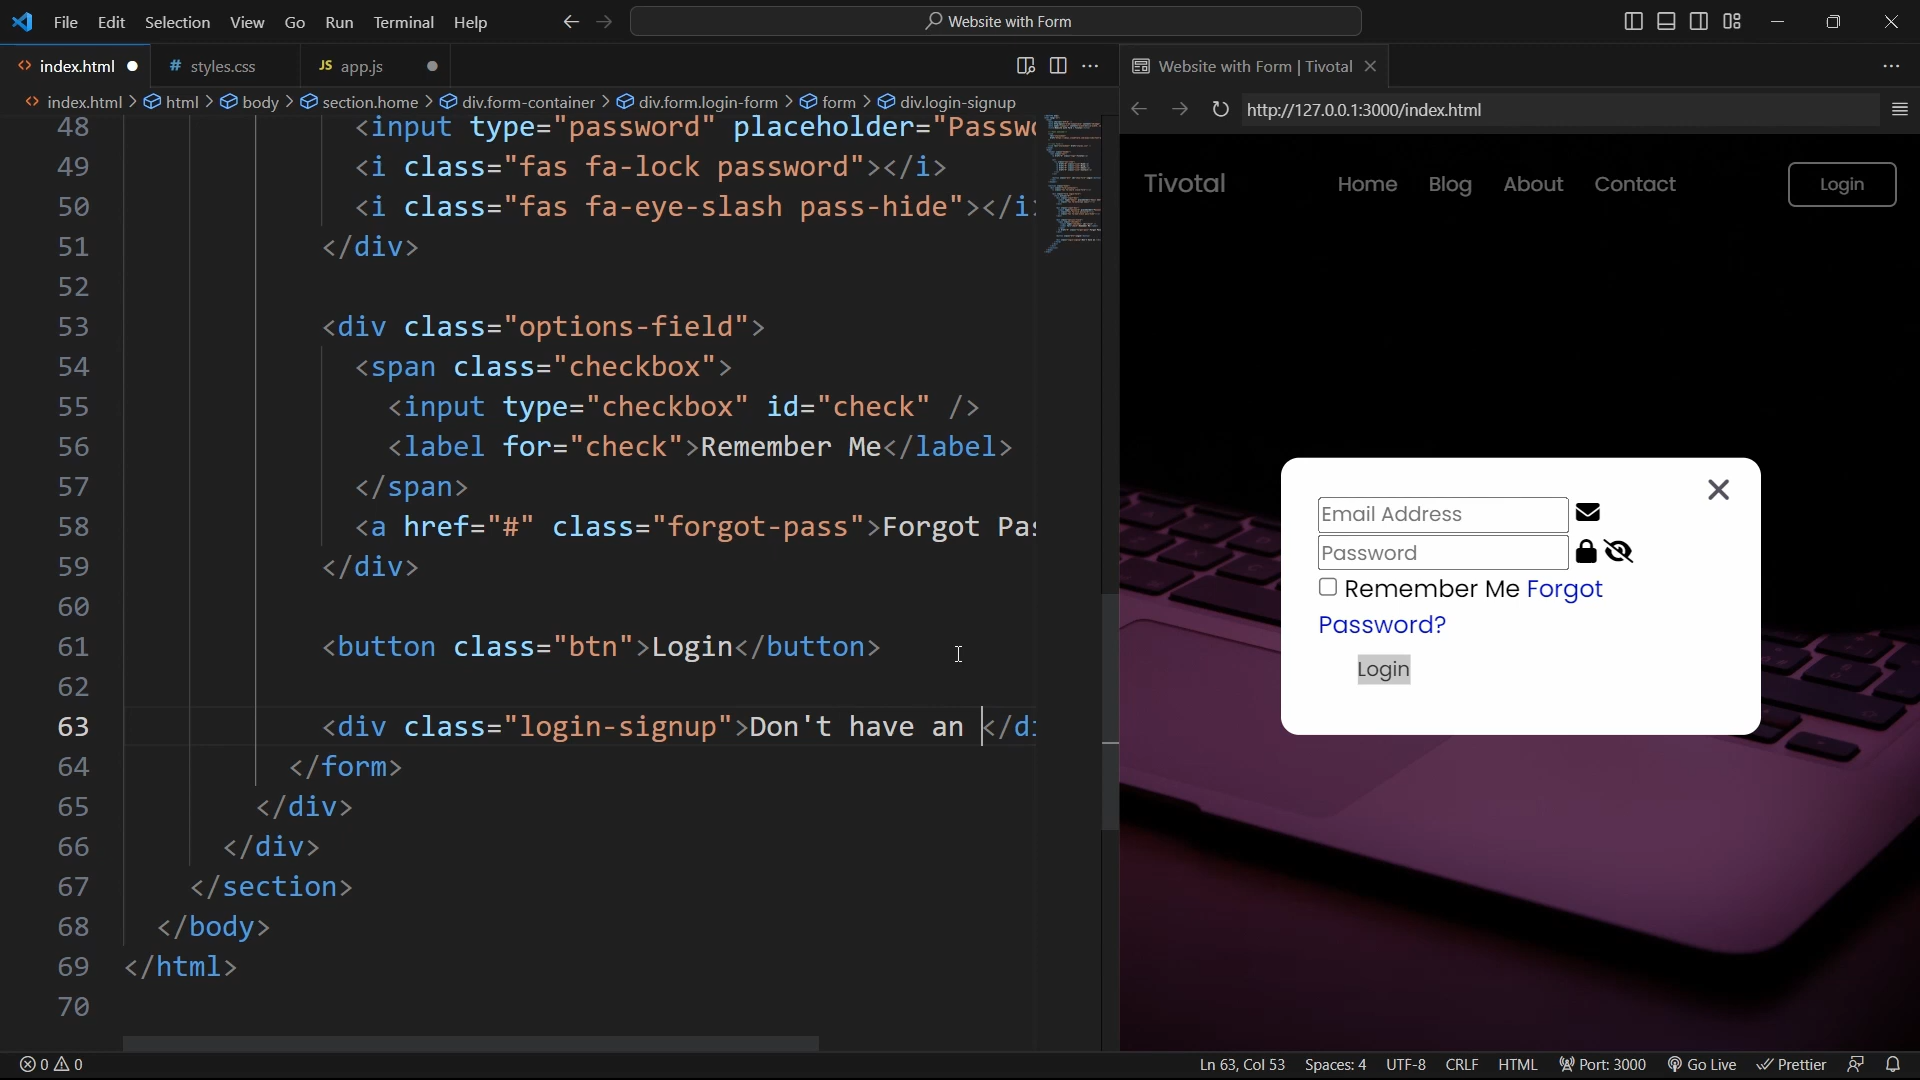 File Edit Selection View Go Run Terminal Help
Website with Form
index.html
# styles.css
JS app.js
Website with Form | Tivotal
index.html > html > body > section.home > div.form-container > div.form.login-form > form > div.login-signup
http://127.0.0.1:3000/index.html
48 <input type="password" placeholder="Passwo
49 <i class="fas fa-lock password"></i>
50 <i class="fas fa-eye-slash pass-hide"></i>
51 </div>
52
53 <div class="options-field">
54 <span class="checkbox">
55 <input type="checkbox" id="check" />
56 <label for="check">Remember Me</label>
57 </span>
58 <a href="#" class="forgot-pass">Forgot Pas
59 </div>
60
61 <button class="btn">Login</button>
62
63 <div class="login-signup">Don't have an </di
64 </form>
65 </div>
66 </div>
67 </section>
68 </body>
69 </html>
70
Tivotal
Home Blog About Contact
Login
Email Address
Password
Remember Me Forgot
Password?
Login
0 0
Ln 63, Col 53 Spaces: 4 UTF-8 CRLF HTML Port: 3000 Go Live Prettier